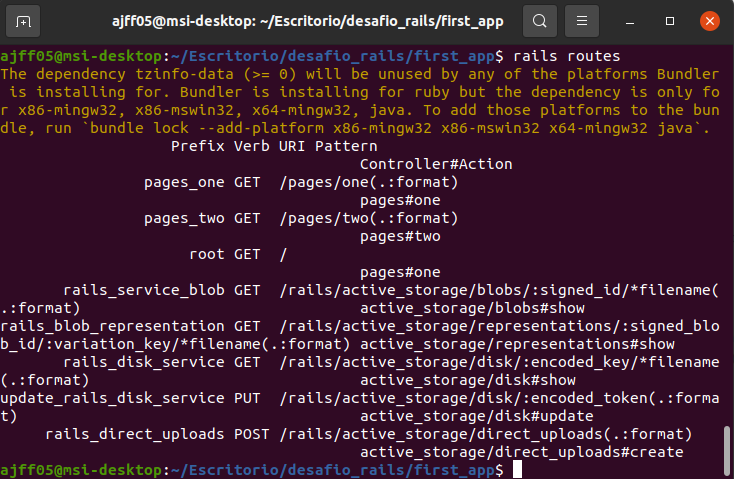 ajff05@msi-desktop: ~/Escritorio/desafio_rails/first_app
ajff05@msi-desktop:~/Escritorio/desafio_rails/first_app$ rails routes
The dependency tzinfo-data (>= 0) will be unused by any of the platforms Bundler
 is installing for. Bundler is installing for ruby but the dependency is only fo
r x86-mingw32, x86-mswin32, x64-mingw32, java. To add those platforms to the bun
dle, run `bundle lock --add-platform x86-mingw32 x86-mswin32 x64-mingw32 java`.
                   Prefix Verb URI Pattern
                                        Controller#Action
                pages_one GET  /pages/one(.:format)
                                        pages#one
                pages_two GET  /pages/two(.:format)
                                        pages#two
                     root GET  /
                                        pages#one
       rails_service_blob GET  /rails/active_storage/blobs/:signed_id/*filename(
.:format)                               active_storage/blobs#show
rails_blob_representation GET  /rails/active_storage/representations/:signed_blo
b_id/:variation_key/*filename(.:format) active_storage/representations#show
       rails_disk_service GET  /rails/active_storage/disk/:encoded_key/*filename
(.:format)                              active_storage/disk#show
update_rails_disk_service PUT  /rails/active_storage/disk/:encoded_token(.:forma
t)                                      active_storage/disk#update
     rails_direct_uploads POST /rails/active_storage/direct_uploads(.:format)
                                        active_storage/direct_uploads#create
ajff05@msi-desktop:~/Escritorio/desafio_rails/first_app$